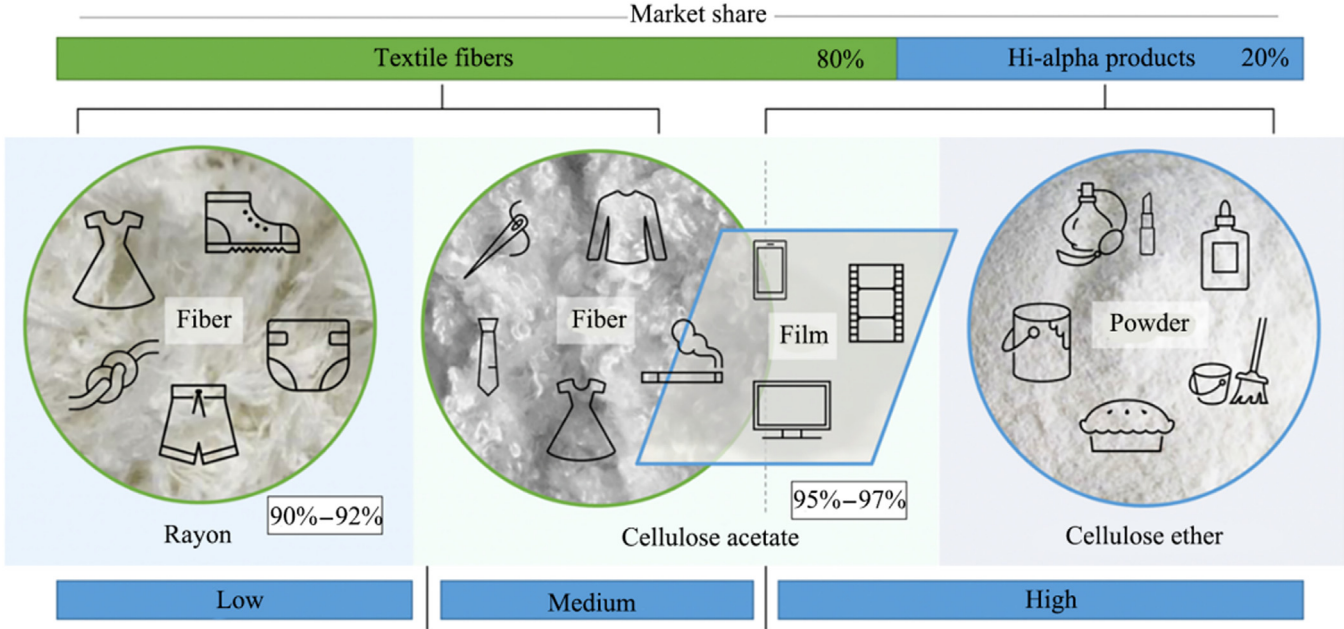 Market share
Textile fibers 80% Hi-alpha products 20%
Fiber Fiber Film Powder
90%–92% 95%–97%
Rayon Cellulose acetate Cellulose ether
Low Medium High